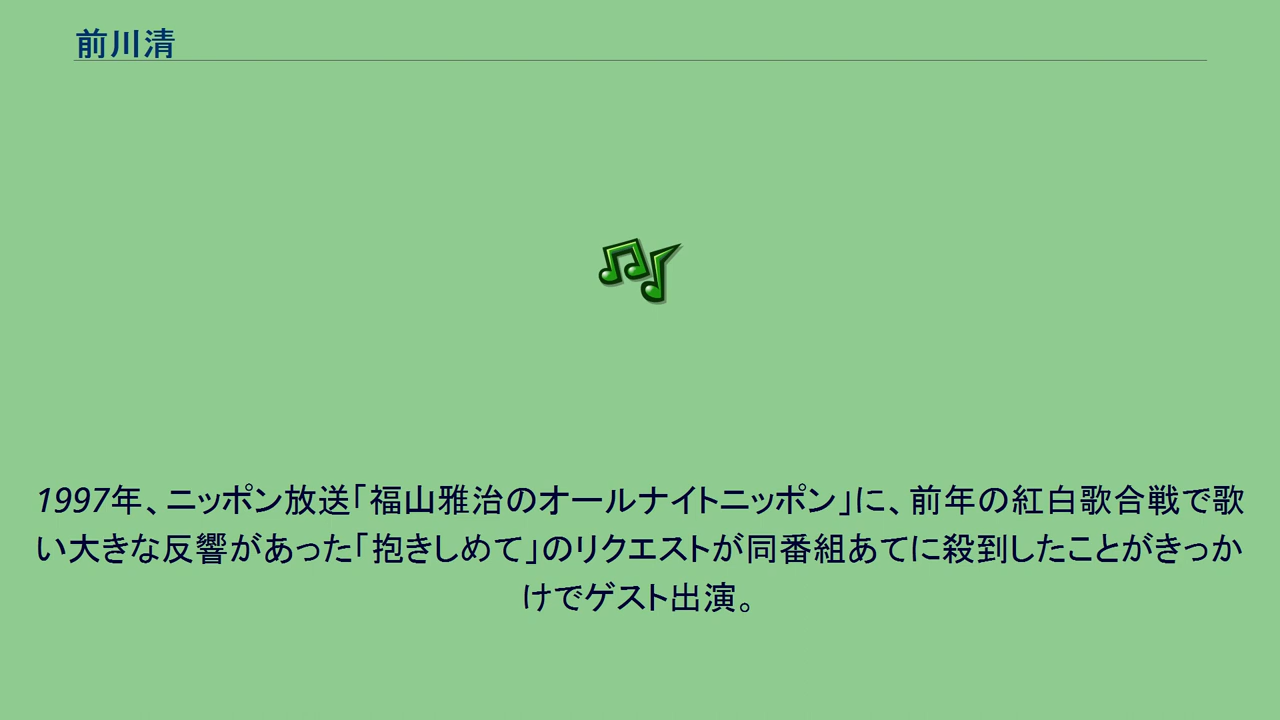 前川清
1997年、ニッポン放送「福山雅治のオールナイトニッポン」に、前年の紅白歌合戦で歌
い大きな反響があった「抱きしめて」のリクエストが同番組あてに殺到したことがきっか
けでゲスト出演。